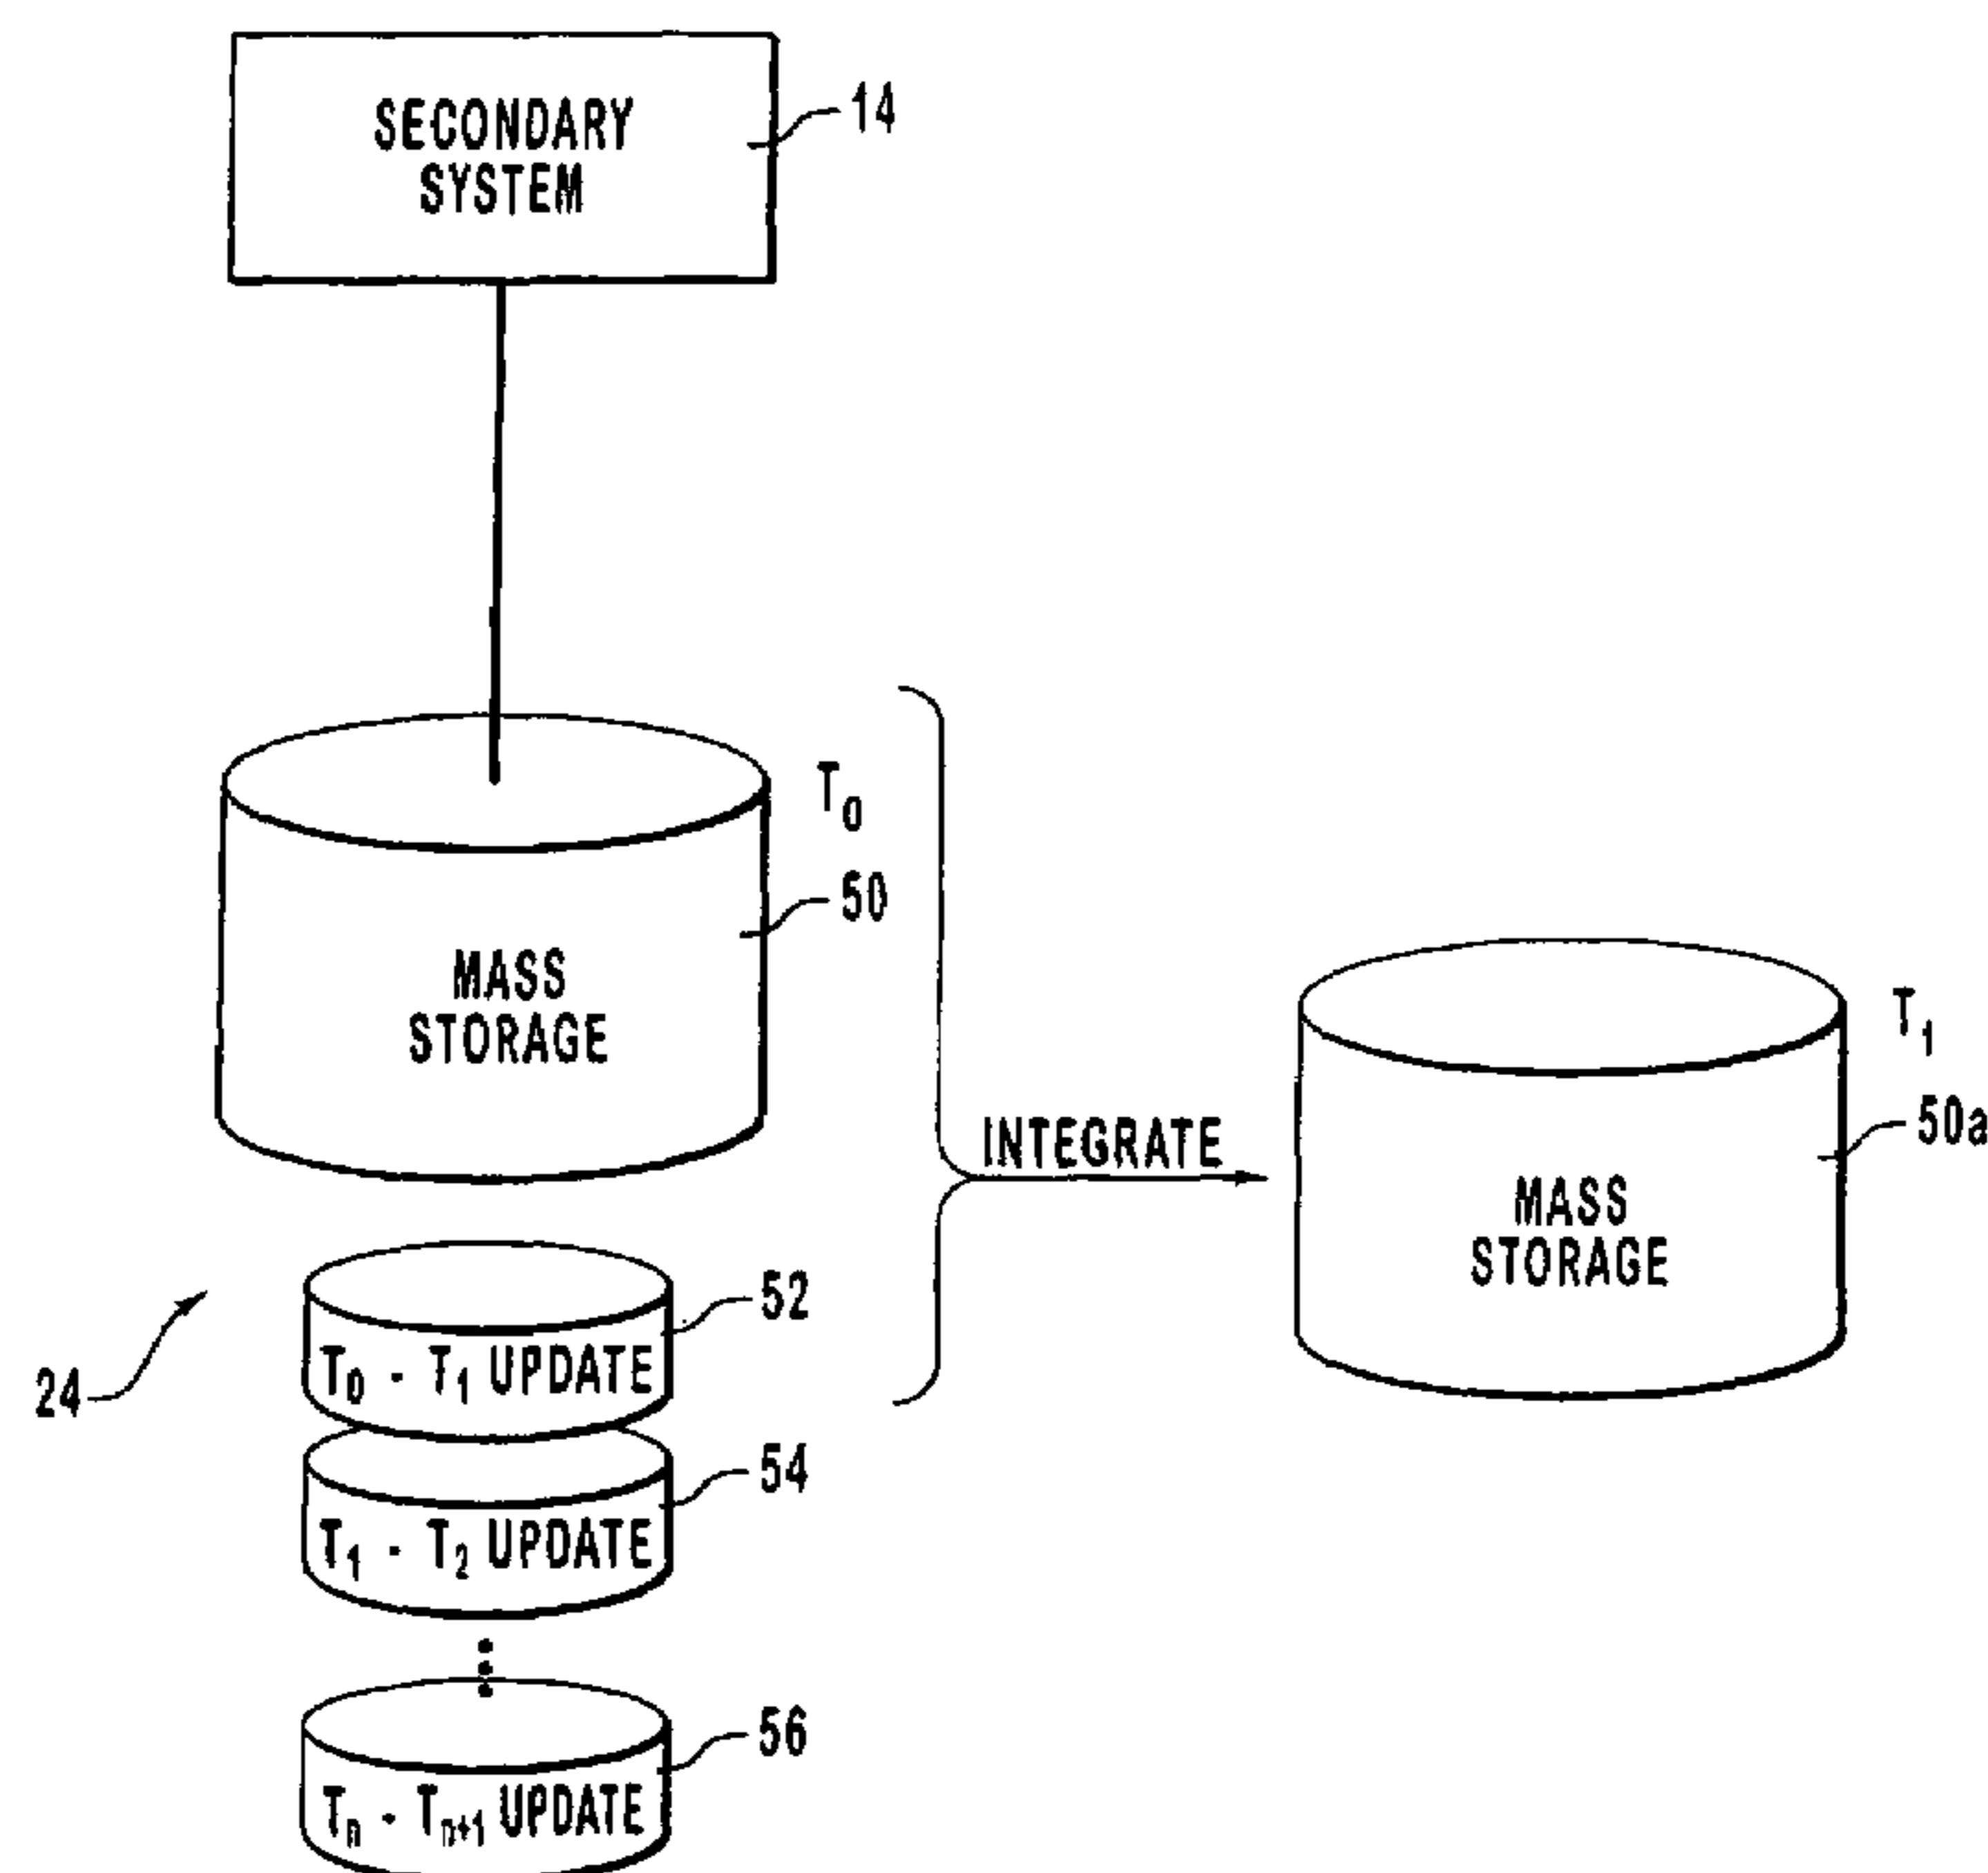 SECONDARY
SYSTEM
14
T₀
50
MASS
STORAGE
T₁
50a
INTEGRATE
MASS
STORAGE
52
T₀ - T₁ UPDATE
24
54
T₁ - T₂ UPDATE
56
Tₙ - Tₙ₊₁ UPDATE